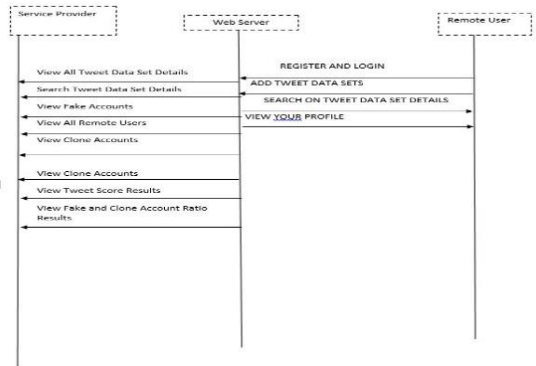 Service Provider
Web Server
Remote User
REGISTER AND LOGIN
View All Tweet Data Set Details
ADD TWEET DATA SETS
Search Tweet Data Set Details
SEARCH ON TWEET DATA SET DETAILS
View Fake Accounts
VIEW YOUR PROFILE
View All Remote Users
View Clone Accounts
View Clone Accounts
View Tweet Score Results
View Fake and Clone Account Ratio
Results